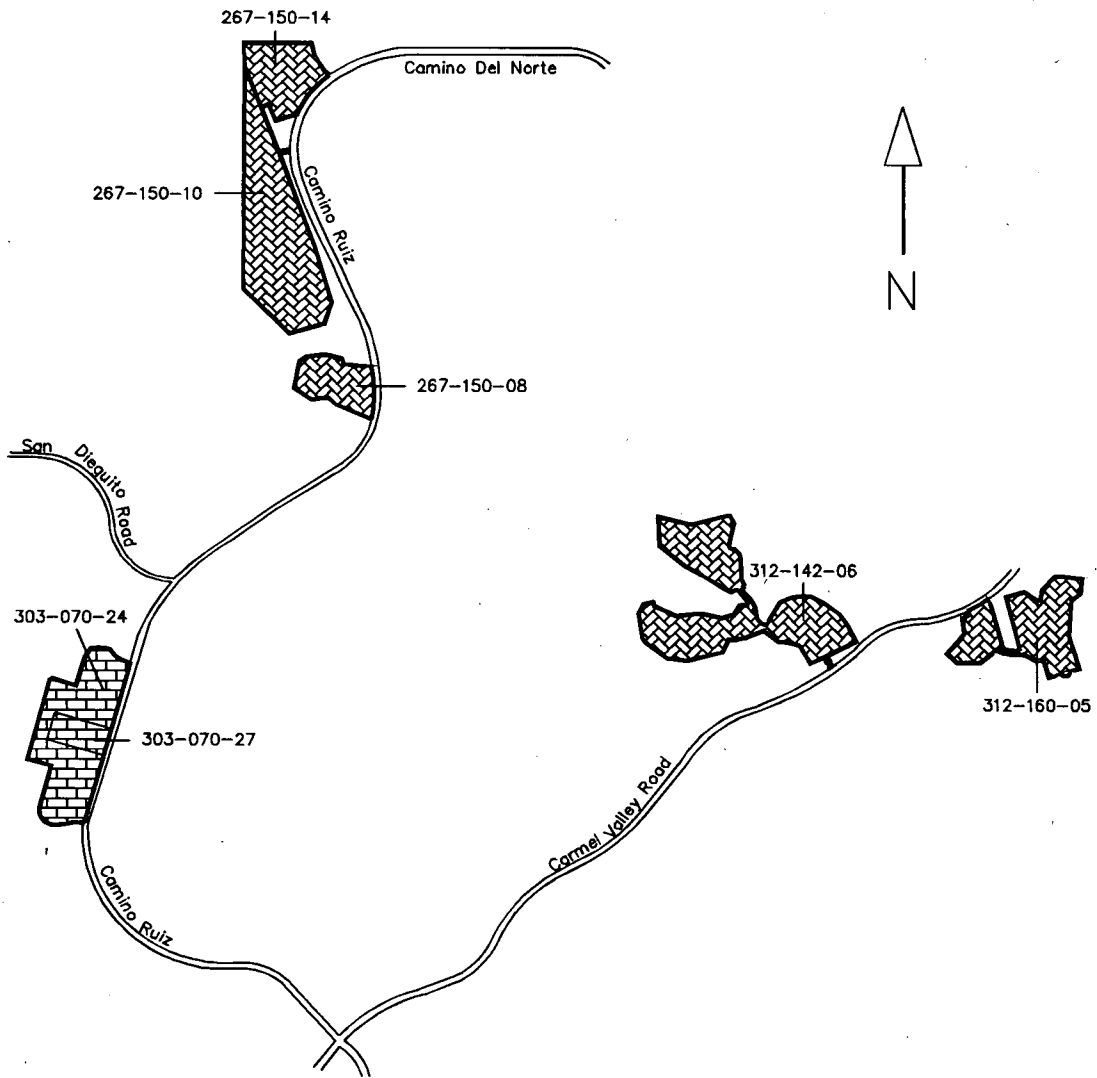 267-150-14
Camino Del Norte
267-150-10
Camino Ruiz
N
267-150-08
San Dieguito Road
312-142-06
303-070-24
312-160-05
303-070-27
Carmel Valley Road
Camino Ruiz